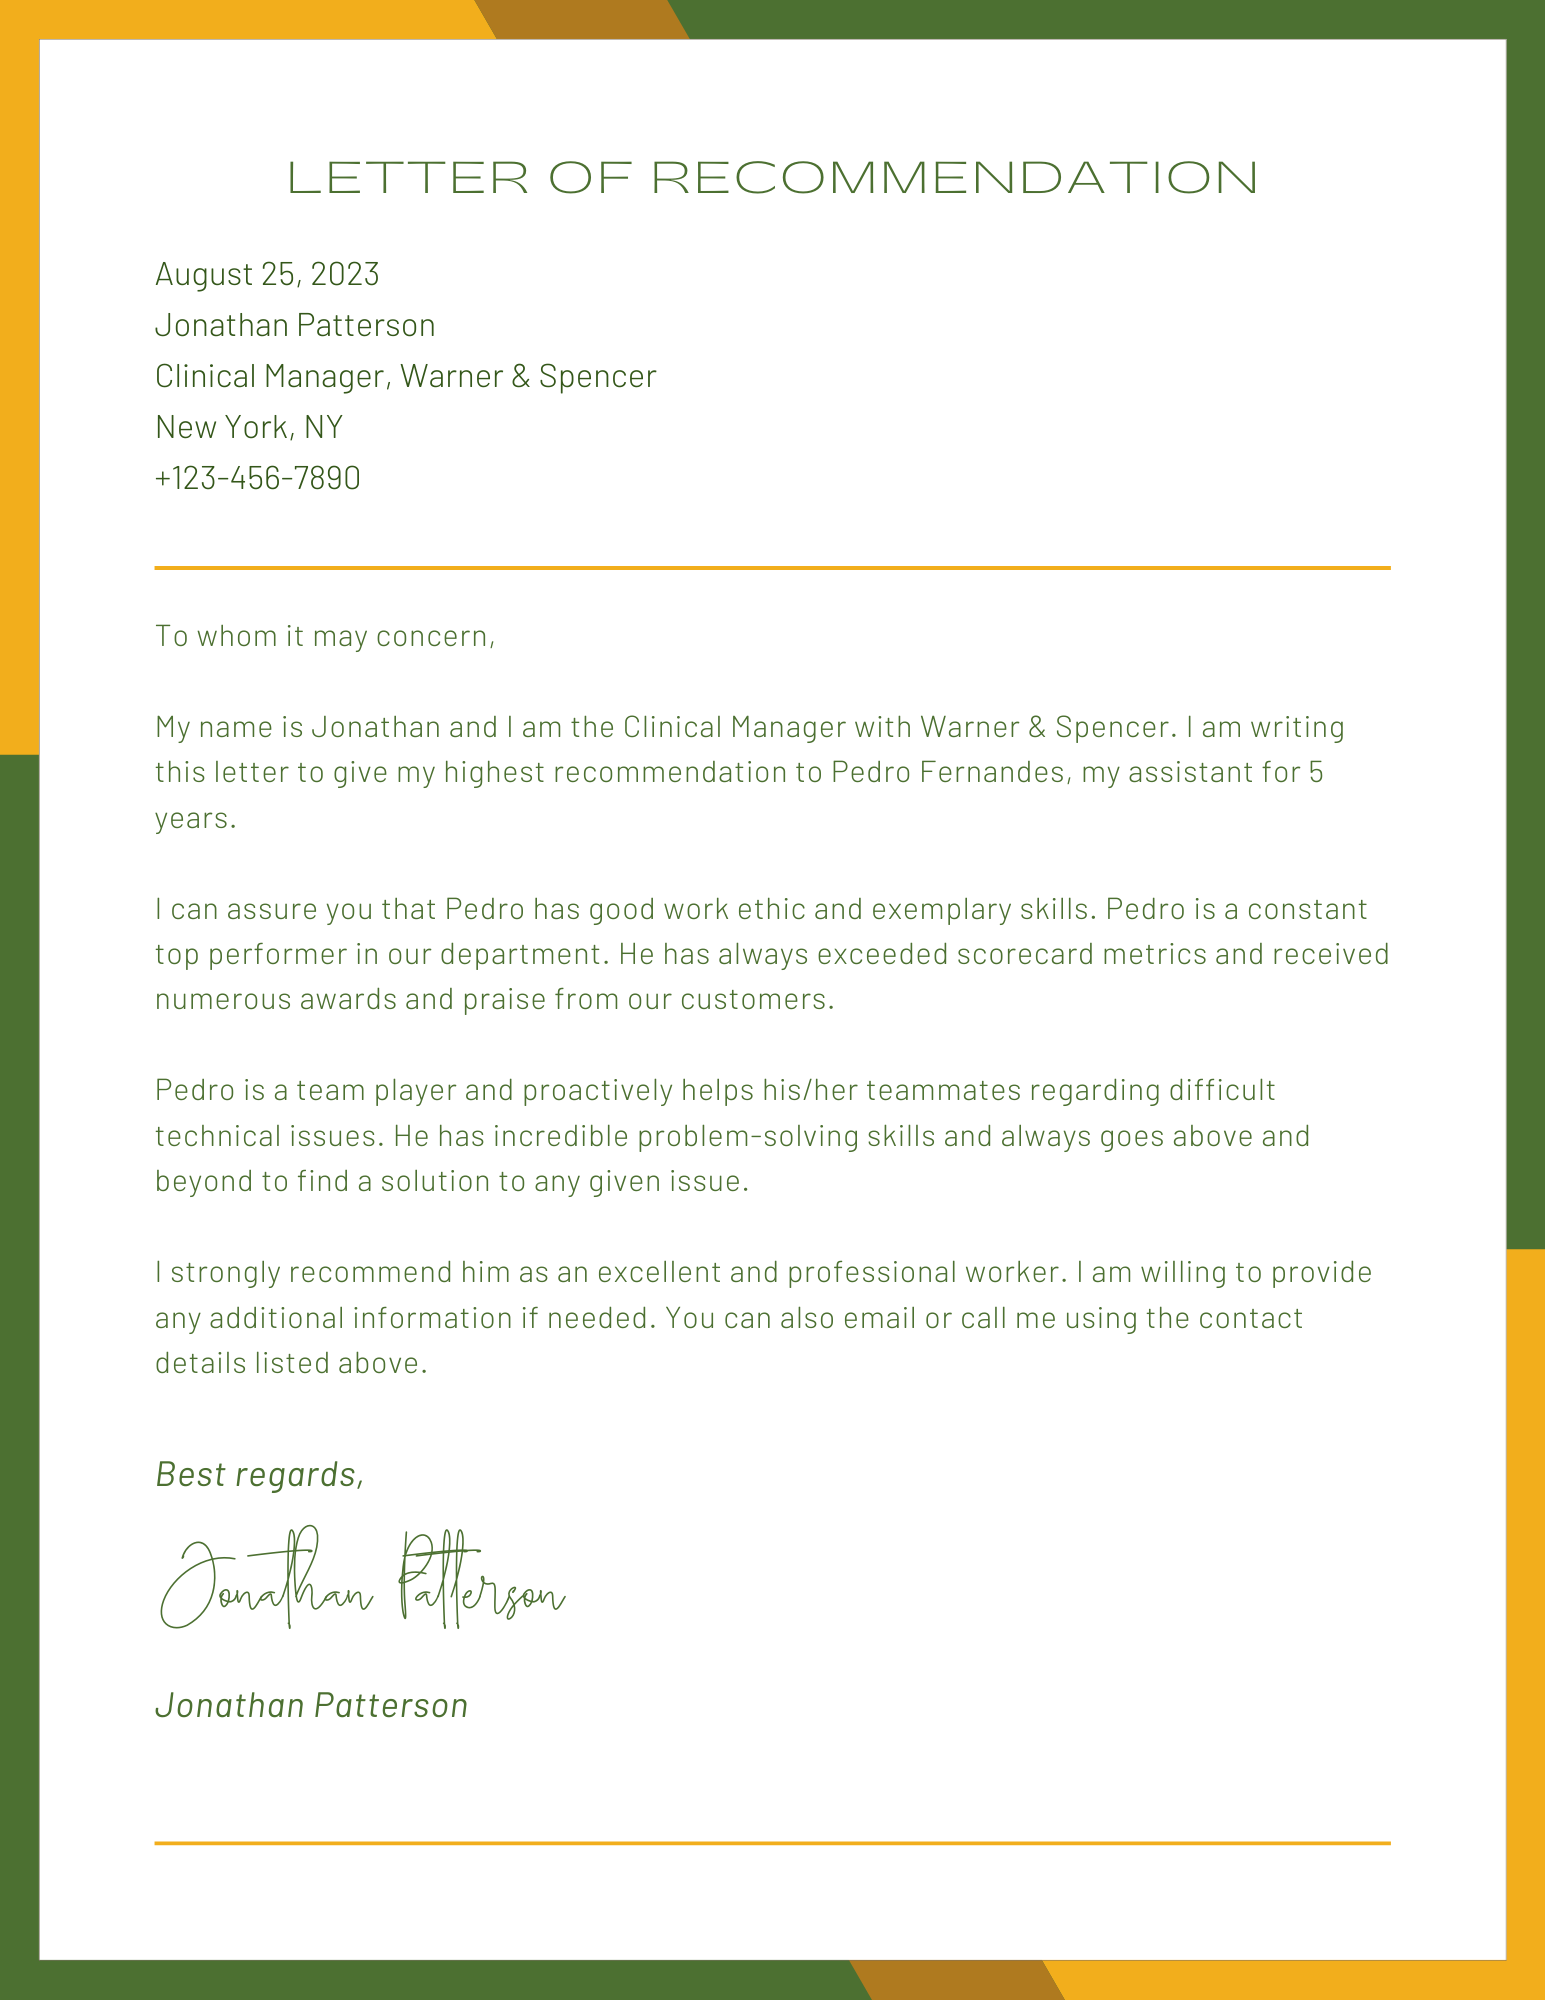 LETTER OF RECOMMENDATION
August 25, 2023
Jonathan Patterson
Clinical Manager, Warner & Spencer
New York, NY
+123-456-7890
To whom it may concern,
My name is Jonathan and I am the Clinical Manager with Warner & Spencer. I am writing
this letter to give my highest recommendation to Pedro Fernandes, my assistant for 5
years.
I can assure you that Pedro has good work ethic and exemplary skills. Pedro is a constant
top performer in our department. He has always exceeded scorecard metrics and received
numerous awards and praise from our customers.
Pedro is a team player and proactively helps his/her teammates regarding difficult
technical issues. He has incredible problem-solving skills and always goes above and
beyond to find a solution to any given issue.
I strongly recommend him as an excellent and professional worker. I am willing to provide
any additional information if needed. You can also email or call me using the contact
details listed above.
Best regards,
Jonathan Patterson
Jonathan Patterson